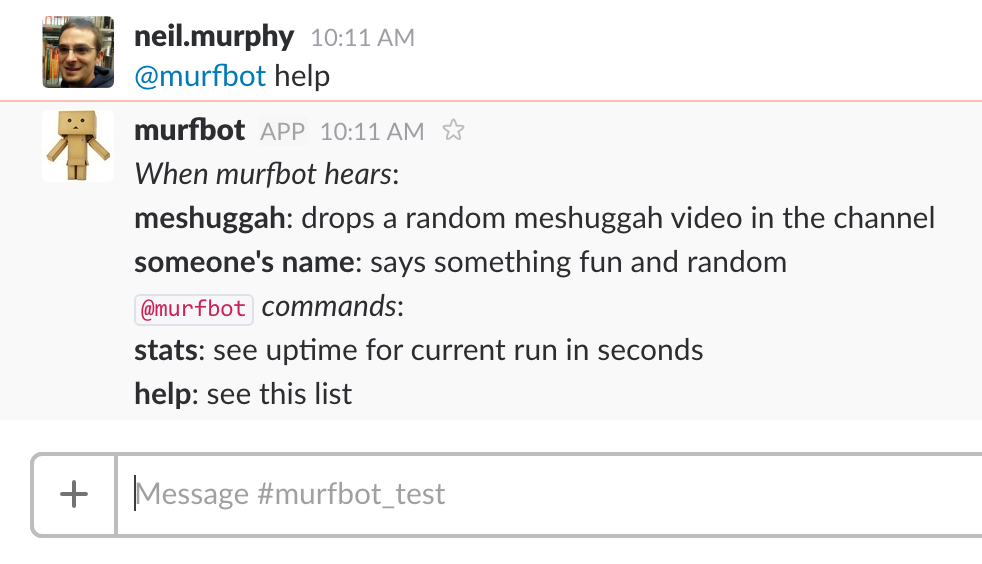 neil.murphy 10:11 AM
@murfbot help
murfbot APP 10:11 AM
When murfbot hears:
meshuggah: drops a random meshuggah video in the channel
someone's name: says something fun and random
@murfbot commands:
stats: see uptime for current run in seconds
help: see this list
Message #murfbot_test